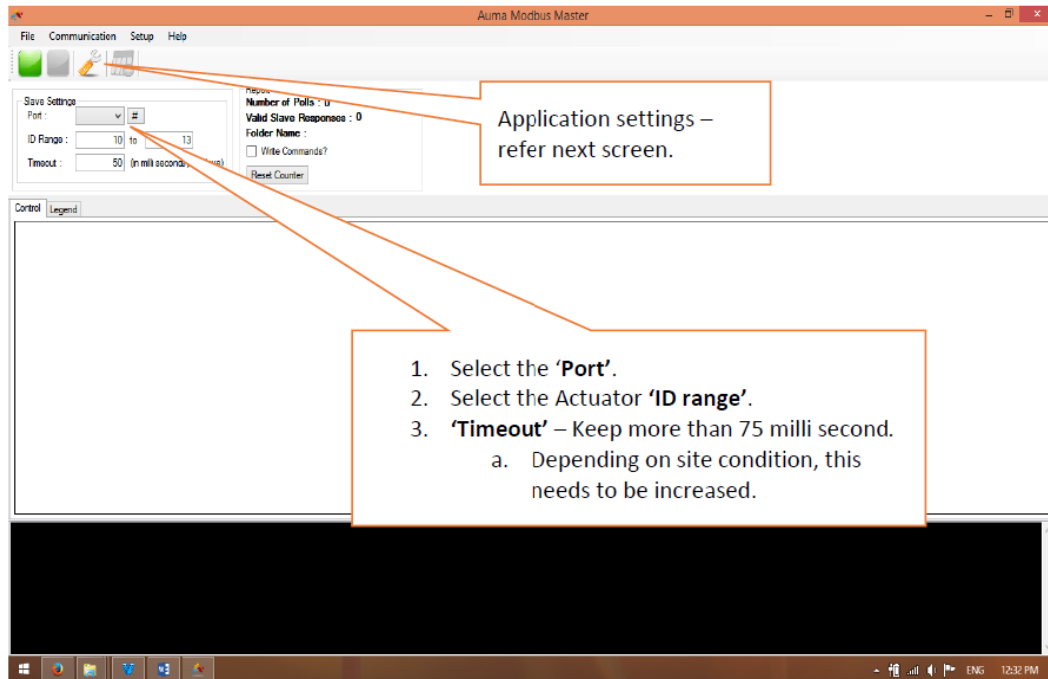 Auma Modbus Master
File Communication Setup Help
Slave Settings
Port : #
ID Range : 10 to 13
Timeout : 50 (in milli seconds
Number of Polls : 0
Valid Slave Responses : 0
Folder Name :
Write Commands?
Reset Counter
Application settings –
refer next screen.
Control Legend
1. Select the ‘Port’.
2. Select the Actuator ‘ID range’.
3. ‘Timeout’ – Keep more than 75 milli second.
a. Depending on site condition, this
needs to be increased.
ENG 12:32 PM